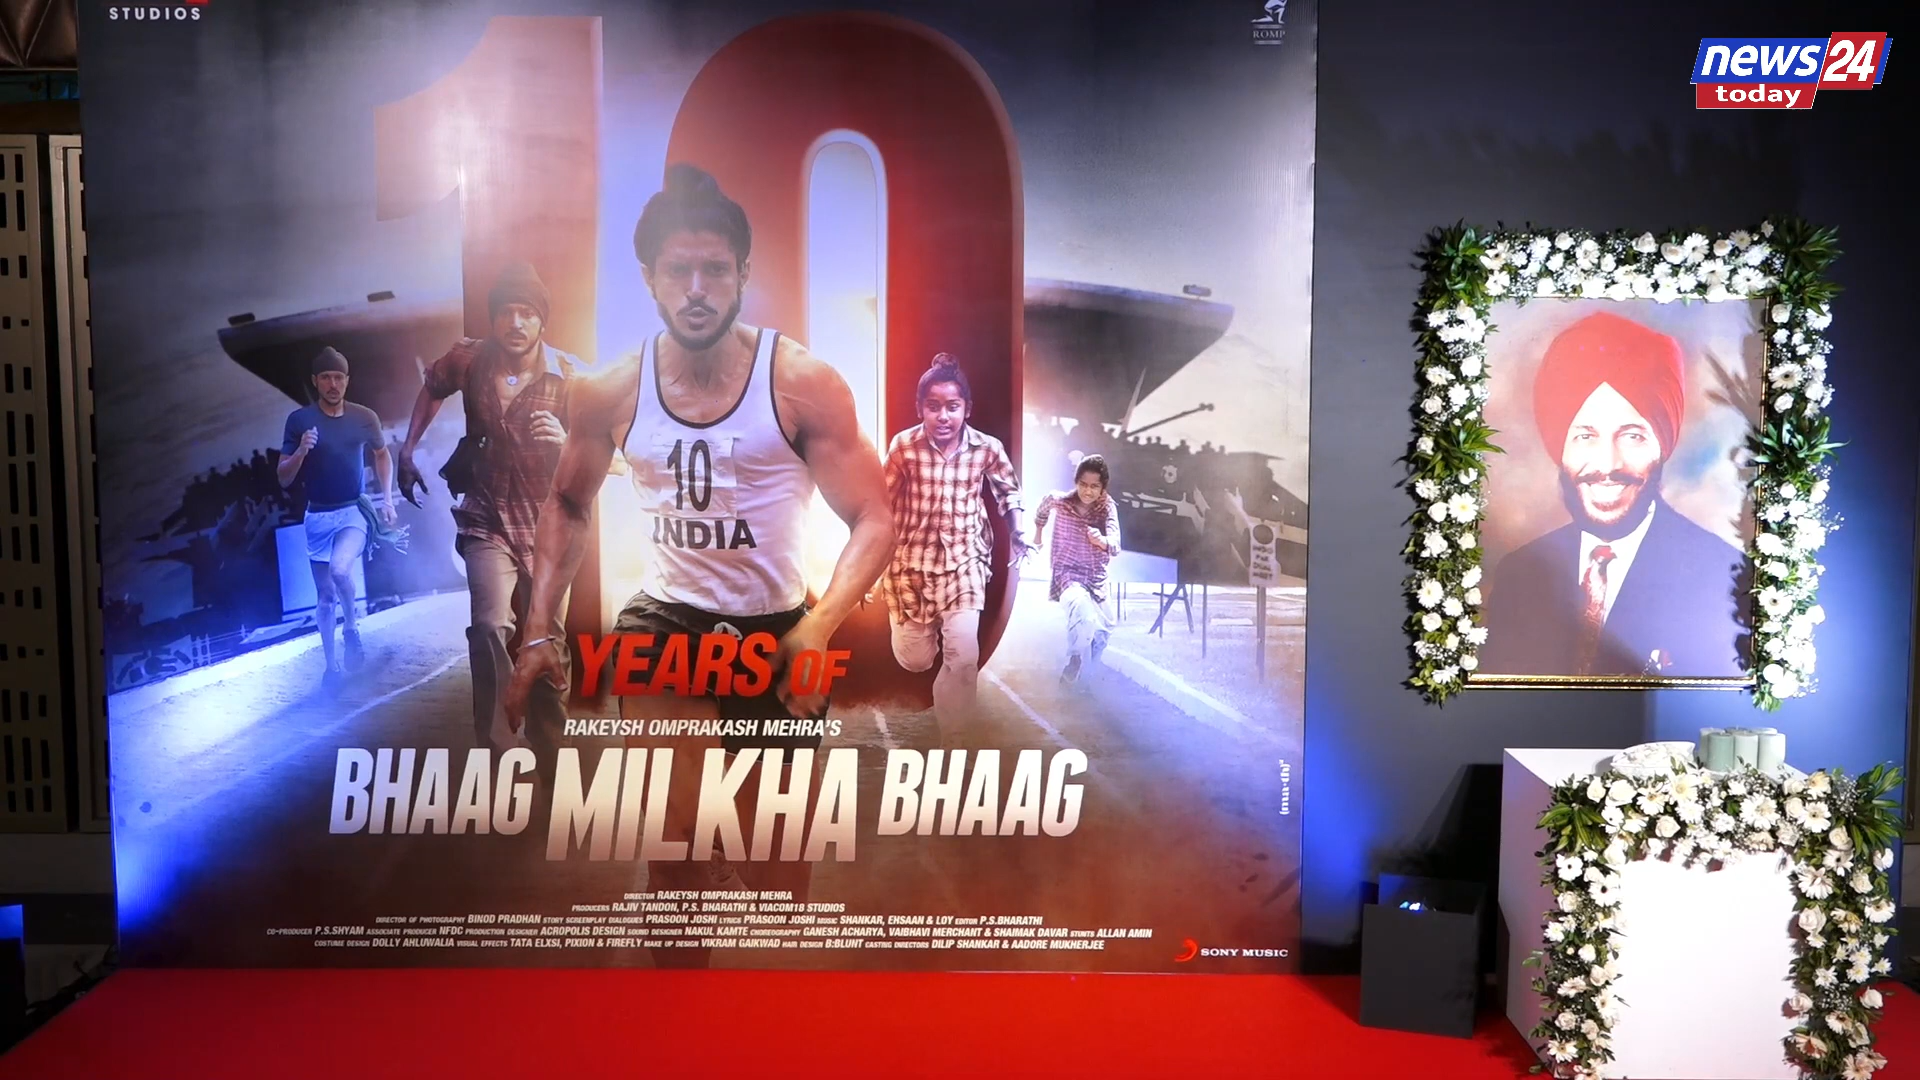 STUDIOS
ROMP
news 24
today
10
10
INDIA
YEARS OF
RAKEYSH OMPRAKASH MEHRA'S
BHAAG MILKHA BHAAG
DIRECTOR RAKEYSH OMPRAKASH MEHRA
PRODUCERS RAJIV TANDON, P.S. BHARATHI & VIACOM18 STUDIOS
DIRECTOR OF PHOTOGRAPHY BINOD PRADHAN STORY SCREENPLAY DIALOGUES PRASOON JOSHI LYRICS PRASOON JOSHI MUSIC SHANKAR, EHSAAN & LOY EDITOR P.S.BHARATHI
CO-PRODUCER P.S.SHYAM ASSOCIATE PRODUCER NFDC PRODUCTION DESIGNER ACROPOLIS DESIGN SOUND DESIGNER NAKUL KAMTE CHOREOGRAPHY GANESH ACHARYA, VAIBHAVI MERCHANT & SHAIMAK DAVAR STUNTS ALLAN AMIN
COSTUME DESIGN DOLLY AHLUWALIA VISUAL EFFECTS TATA ELXSI, PIXION & FIREFLY MAKE UP DESIGN VIKRAM GAIKWAD HAIR DESIGN B:BLUNT CASTING DIRECTORS DILIP SHANKAR & AADORE MUKHERJEE
SONY MUSIC